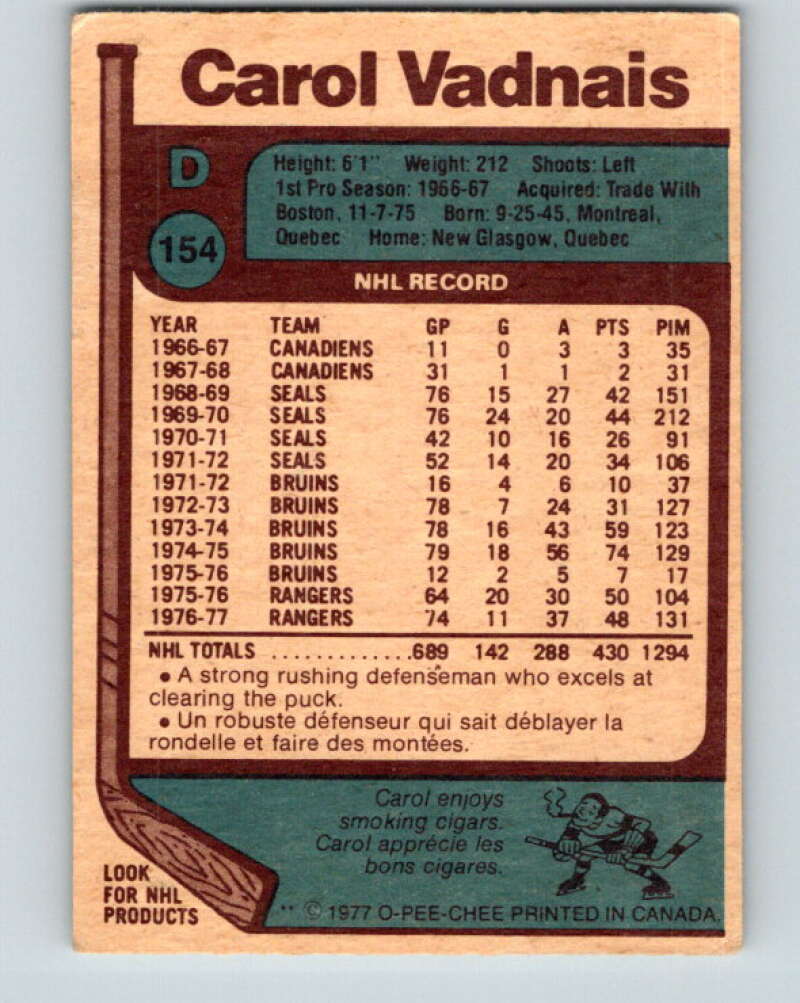 Carol Vadnais
D
Height: 6'1" Weight: 212 Shoots: Left
1st Pro Season: 1966-67 Acquired: Trade With
Boston, 11-7-75 Born: 9-25-45, Montreal,
Quebec Home: New Glasgow, Quebec
154
NHL RECORD
YEAR TEAM GP G A PTS PIM
1966-67 CANADIENS 11 0 3 3 35
1967-68 CANADIENS 31 1 1 2 31
1968-69 SEALS 76 15 27 42 151
1969-70 SEALS 76 24 20 44 212
1970-71 SEALS 42 10 16 26 91
1971-72 SEALS 52 14 20 34 106
1971-72 BRUINS 16 4 6 10 37
1972-73 BRUINS 78 7 24 31 127
1973-74 BRUINS 78 16 43 59 123
1974-75 BRUINS 79 18 56 74 129
1975-76 BRUINS 12 2 5 7 17
1975-76 RANGERS 64 20 30 50 104
1976-77 RANGERS 74 11 37 48 131
NHL TOTALS .............689 142 288 430 1294
• A strong rushing defenseman who excels at
clearing the puck.
• Un robuste défenseur qui sait déblayer la
rondelle et faire des montées.
Carol enjoys
smoking cigars.
Carol apprécie les
bons cigares.
LOOK
FOR NHL
PRODUCTS
** © 1977 O-PEE-CHEE PRINTED IN CANADA.